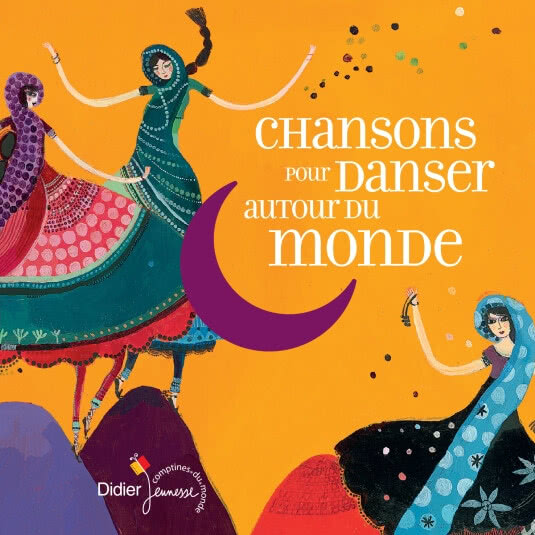 Chansons
pour Danser
autour du
monde
Didier Jeunesse
comptines du monde